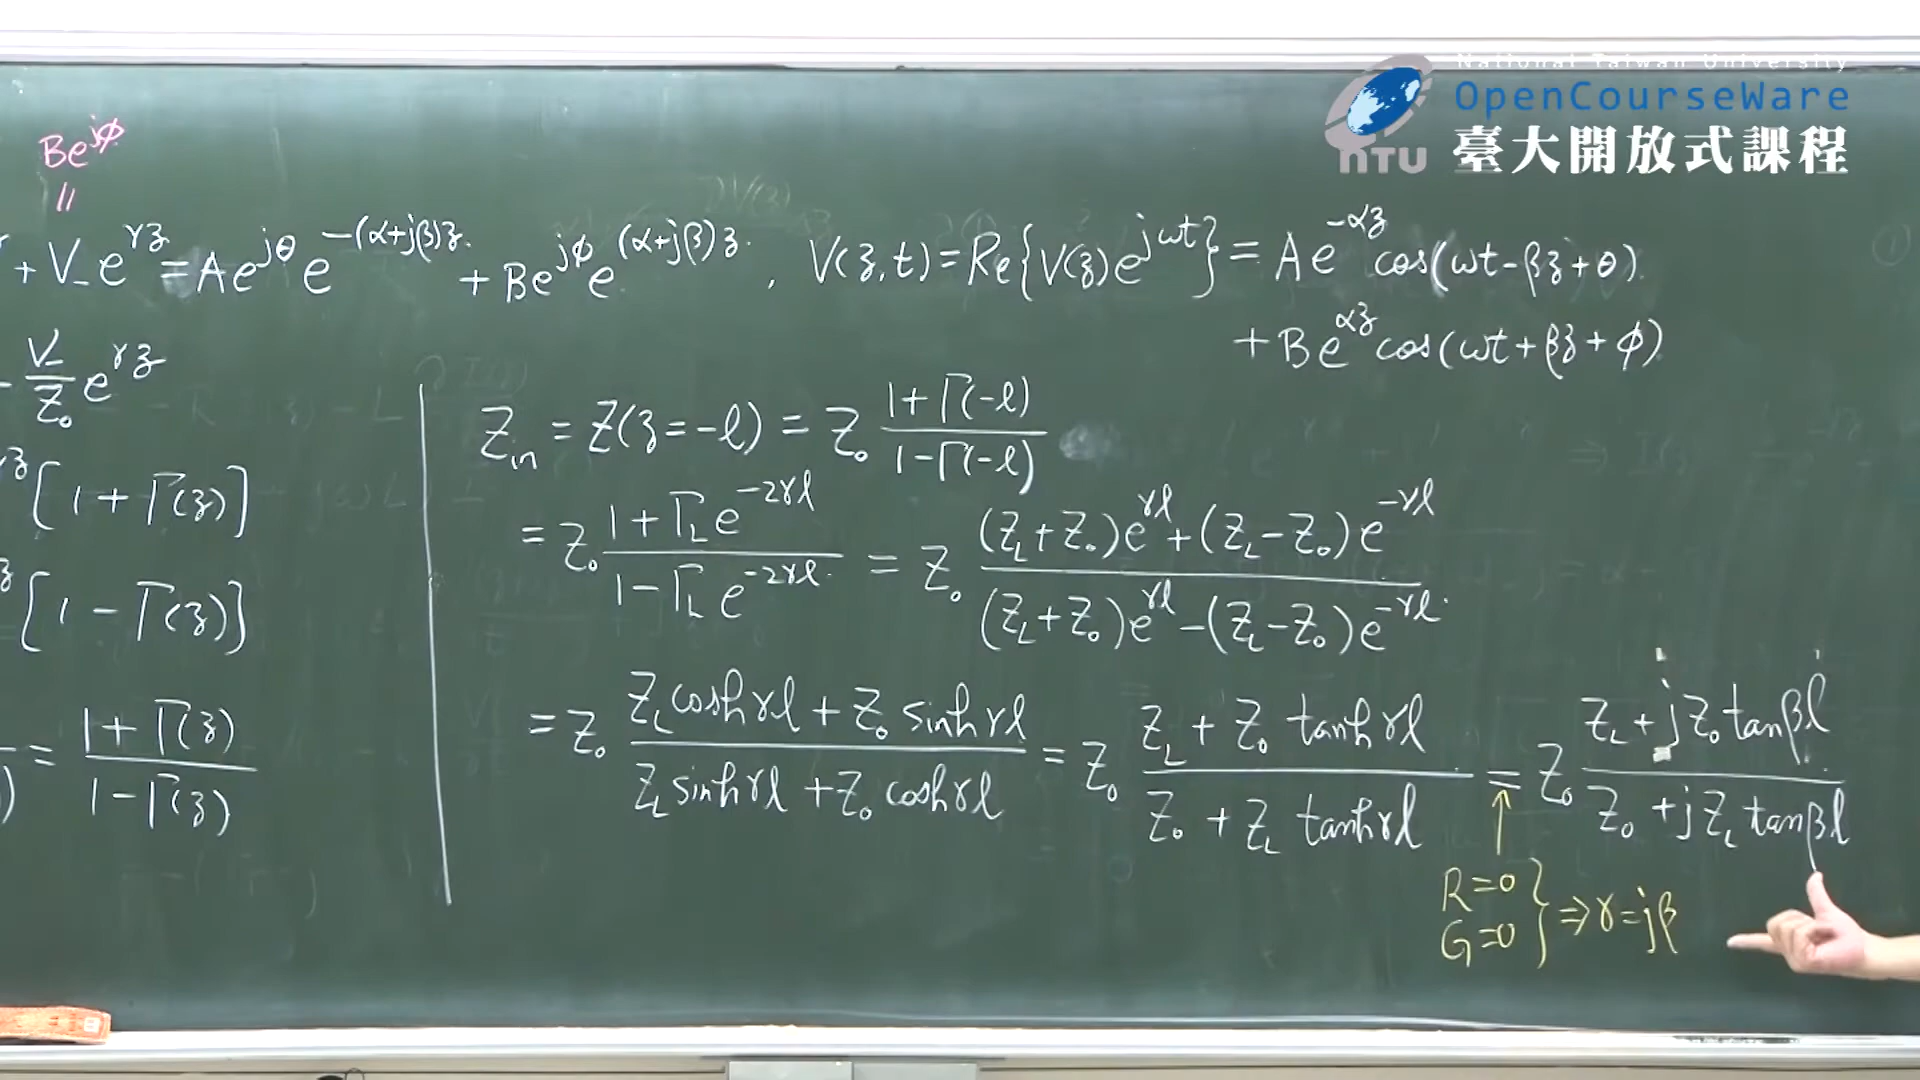 National Taiwan University
OpenCourseWare
臺大開放式課程
NTU
Be^{jφ}
||
+ V₋e^{γz} = Ae^{jθ}e^{-(α+jβ)z} + Be^{jφ}e^{(α+jβ)z}, V(z,t) = Re{V(z)e^{jωt}} = Ae^{-αz}cos(ωt-βz+θ)
+ Be^{αz}cos(ωt+βz+φ)
- V₋/Z₀ e^{γz}
[1 + Γ(z)]
[1 - Γ(z)]
= (1+Γ(z))/(1-Γ(z))
Z_in = Z(z=-l) = Z₀ (1+Γ(-l))/(1-Γ(-l))
= Z₀ (1+Γ_L e^{-2γl})/(1-Γ_L e^{-2γl}) = Z₀ ((Z_L+Z₀)e^{γl}+(Z_L-Z₀)e^{-γl})/((Z_L+Z₀)e^{γl}-(Z_L-Z₀)e^{-γl})
= Z₀ (Z_L coshγl + Z₀ sinhγl)/(Z_L sinhγl + Z₀ coshγl) = Z₀ (Z_L + Z₀ tanhγl)/(Z₀ + Z_L tanhγl) = Z₀ (Z_L + jZ₀ tanβl)/(Z₀ + jZ_L tanβl)
R=0
G=0 } ⇒ γ=jβ